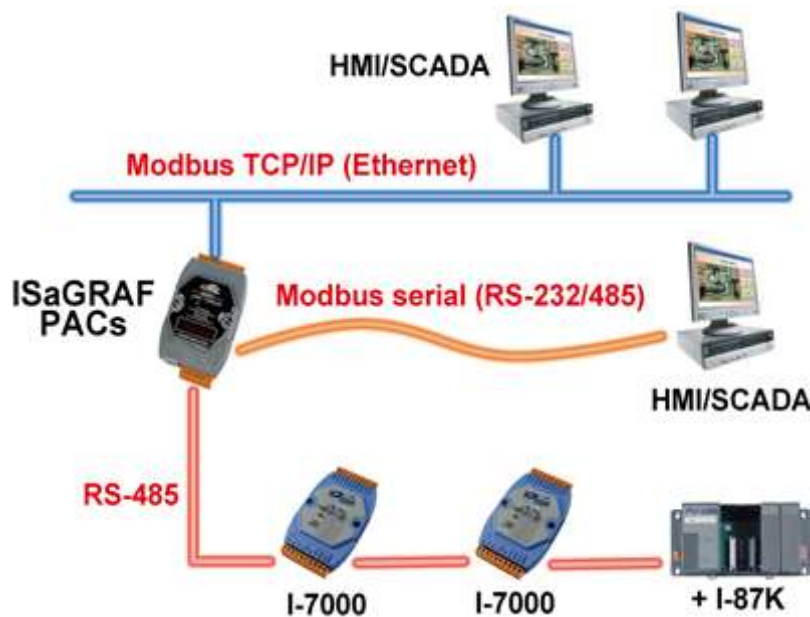 HMI/SCADA
Modbus TCP/IP (Ethernet)
ISaGRAF
PACs
Modbus serial (RS-232/485)
HMI/SCADA
RS-485
I-7000
I-7000
+ I-87K